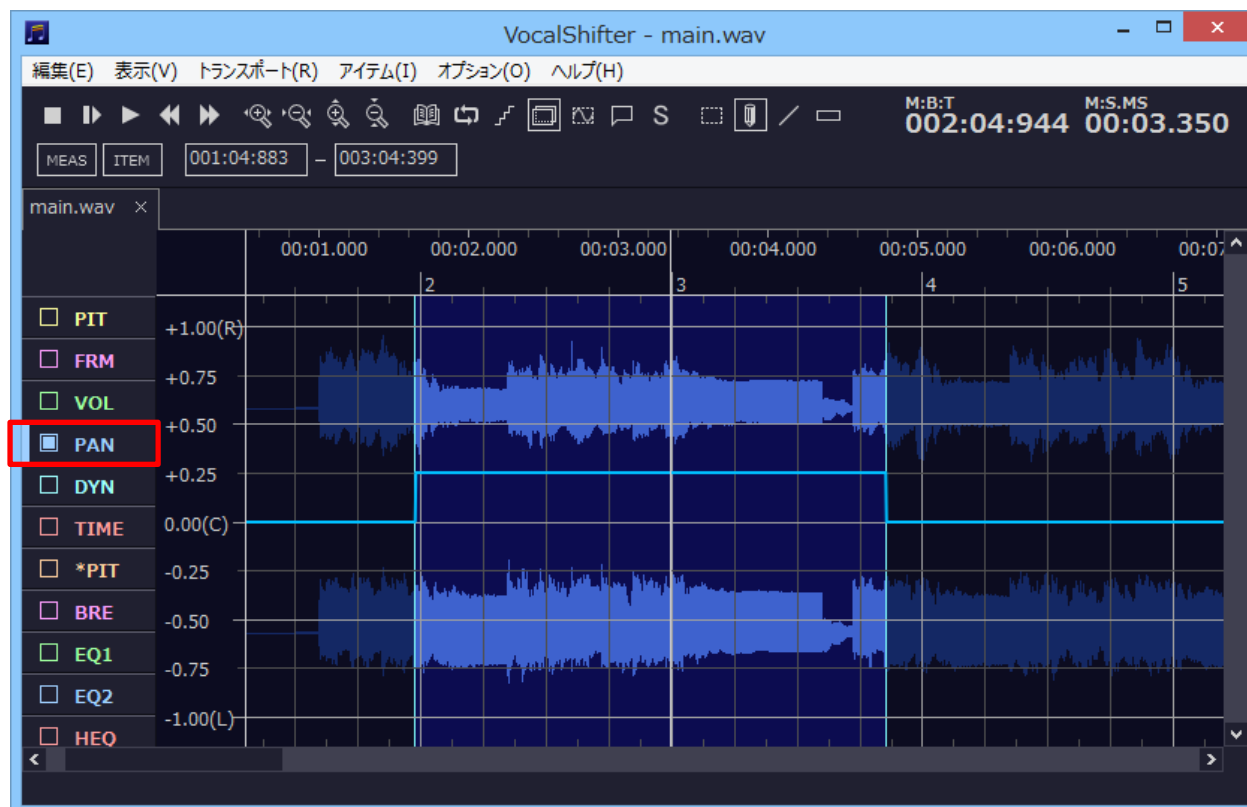 VocalShifter - main.wav
編集(E) 表示(V) トランスポート(R) アイテム(I) オプション(O) ヘルプ(H)
S
M:B:T M:S.MS
002:04:944 00:03.350
MEAS ITEM 001:04:883 – 003:04:399
main.wav ×
00:01.000 00:02.000 00:03.000 00:04.000 00:05.000 00:06.000 00:07
2 3 4 5
PIT
+1.00(R)
FRM
+0.75
VOL
+0.50
PAN
+0.25
DYN
0.00(C)
TIME
-0.25
*PIT
BRE
-0.50
EQ1
-0.75
EQ2
-1.00(L)
HEQ